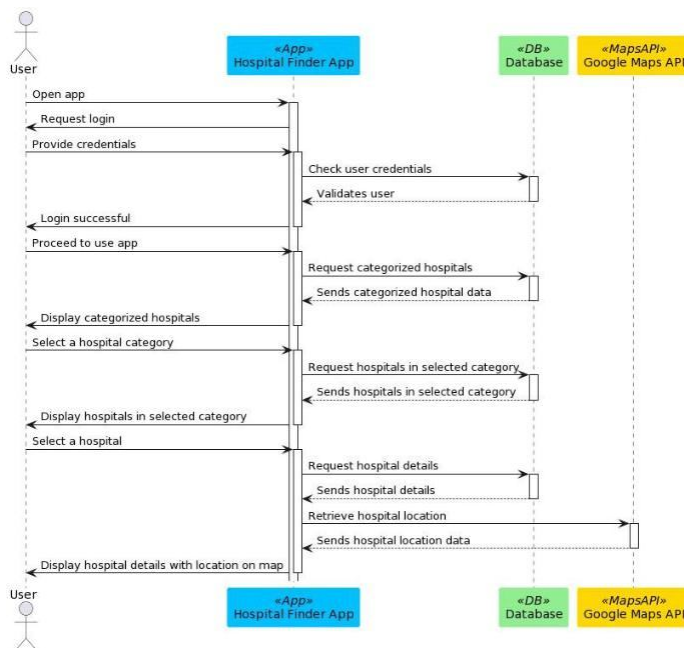 User
«App»
Hospital Finder App
«DB»
Database
«MapsAPI»
Google Maps API
Open app
Request login
Provide credentials
Check user credentials
Validates user
Login successful
Proceed to use app
Request categorized hospitals
Sends categorized hospital data
Display categorized hospitals
Select a hospital category
Request hospitals in selected category
Sends hospitals in selected category
Display hospitals in selected category
Select a hospital
Request hospital details
Sends hospital details
Retrieve hospital location
Sends hospital location data
Display hospital details with location on map
User
«App»
Hospital Finder App
«DB»
Database
«MapsAPI»
Google Maps API